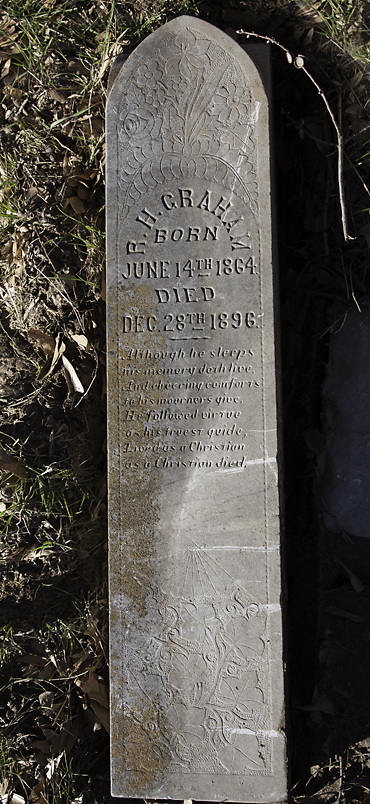 R. H. GRAHAM
BORN
JUNE 14TH 1864
DIED
DEC. 28TH 1896.
Although he sleeps
his memory doth live,
And cheering comforts
to his mourners give,
He followed virtue
as his truest guide,
Lived as a Christian
as a Christian died.